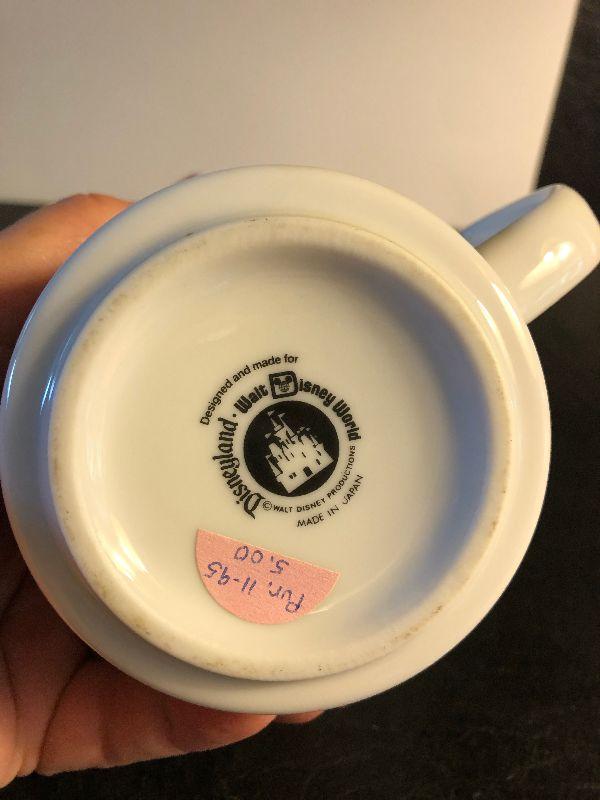 Designed and made for
Disneyland · Walt Disney World
© WALT DISNEY PRODUCTIONS
MADE IN JAPAN
Pur. 11-95
5.00